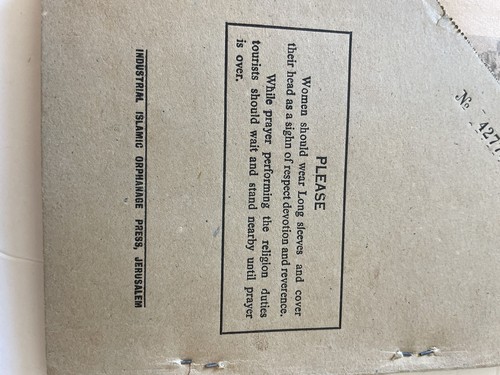 PLEASE
Women should wear Long sleeves and cover
their head as a sighn of respect devotion and reverence.
While prayer performing the religion duties
tourists should wait and stand nearby until prayer
is over.
INDUSTRIAL ISLAMIC ORPHANAGE PRESS, JERUSALEM
No 4277